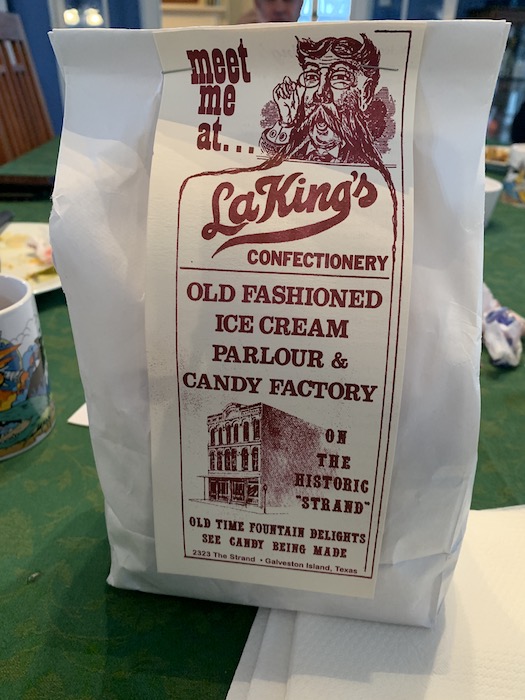 meet
me
at...
LaKing's
CONFECTIONERY
OLD FASHIONED
ICE CREAM
PARLOUR &
CANDY FACTORY
ON
THE
HISTORIC
"STRAND"
OLD TIME FOUNTAIN DELIGHTS
SEE CANDY BEING MADE
2323 The Strand • Galveston Island, Texas